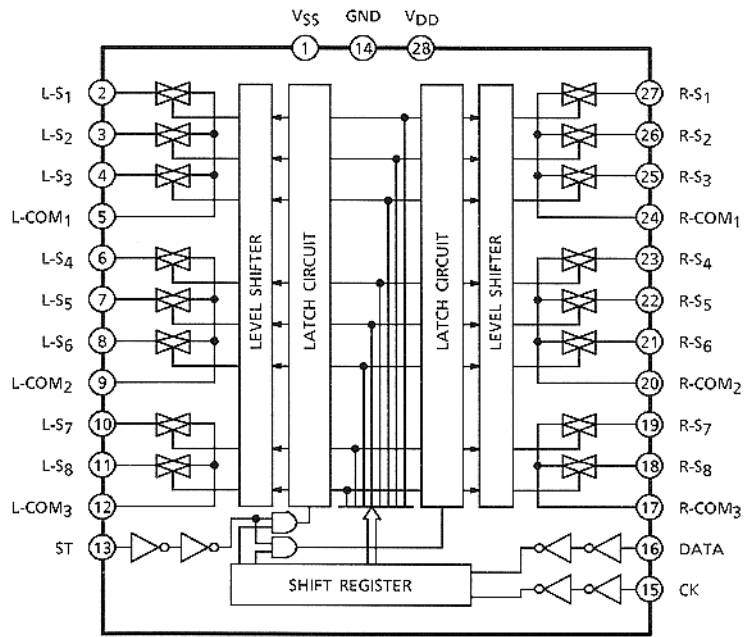 VSS GND VDD
1 14 28
L-S1 2
L-S2 3
L-S3 4
L-COM1 5
L-S4 6
L-S5 7
L-S6 8
L-COM2 9
L-S7 10
L-S8 11
L-COM3 12
ST 13
LEVEL SHIFTER
LATCH CIRCUIT
LATCH CIRCUIT
LEVEL SHIFTER
27 R-S1
26 R-S2
25 R-S3
24 R-COM1
23 R-S4
22 R-S5
21 R-S6
20 R-COM2
19 R-S7
18 R-S8
17 R-COM3
16 DATA
15 CK
SHIFT REGISTER